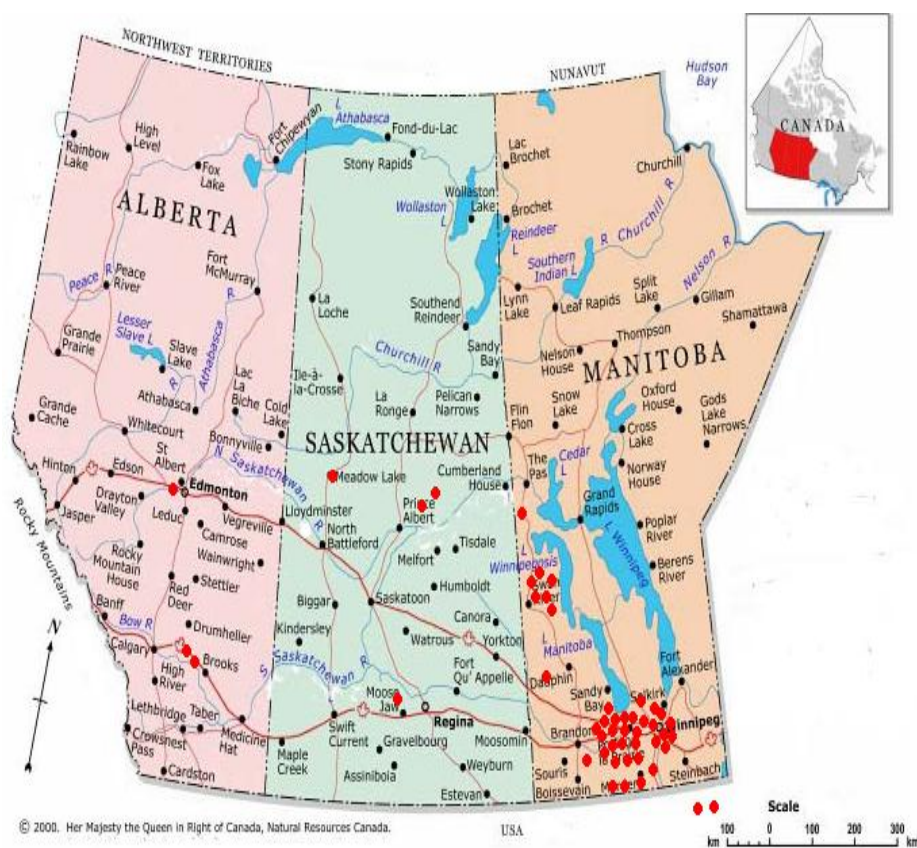 NORTHWEST TERRITORIES
NUNAVUT
Hudson
Bay
CANADA
L
Athabasca
Fort
Chipewyan
Fond-du-Lac
Stony Rapids
Lac
Brochet
Churchill
Rainbow
Lake
High
Level
Fox
Lake
ALBERTA
Wollaston
Lake
Wollaston
L
Brochet
Reindeer
L
Southern
Indian L
R Churchill R
Nelson R
Peace R
Peace
River
Fort
McMurray
La
Loche
Southend
Reindeer
Lynn
Lake
Leaf Rapids
Split
Lake
Gillam
Shamattawa
Lesser
Slave L
Slave
Lake
Grande
Prairie
R
Athabasca
R
Churchill R
Sandy
Bay
Nelson
House
Thompson
MANITOBA
Ile-à-
la-Crosse
Lac
La
Biche
Cold
Lake
La
Ronge
Pelican
Narrows
Flin
Flon
Snow
Lake
Oxford
House
Gods
Lake
Narrows
Grande
Cache
Athabasca
Whitecourt
Bonnyville
SASKATCHEWAN
Cross
Lake
St
Albert
N Saskatchewan
R
Meadow Lake
Cumberland
House
The
Pas
Cedar
L
Norway
House
Hinton
Edson
Edmonton
Drayton
Valley
Leduc
Vegreville
Lloydminster
Prince
Albert
Grand
Rapids
Jasper
Camrose
North
Battleford
Poplar
River
L Winnipeg
Rocky
Mountain
House
Wainwright
Melfort
Tisdale
L
Winnipegosis
Berens
River
Rocky Mountains
Red
Deer
Stettler
Humboldt
Banff
Biggar
Saskatoon
Canora
Bow R
Drumheller
Kindersley
Watrous
Yorkton
L
Manitoba
Calgary
Brooks
S Saskatchewan R
Fort
Qu' Appelle
Dauphin
Fort
Alexander
High
River
Moose
Jaw
Sandy
Bay
Selkirk
Lethbridge
Taber
Medicine
Hat
Swift
Current
Regina
Moosomin
Brandon
Winnipeg
Crowsnest
Pass
Maple
Creek
Gravelbourg
Weyburn
Souris
Steinbach
Cardston
Assiniboia
Estevan
Boissevain
N
Scale
© 2000. Her Majesty the Queen in Right of Canada, Natural Resources Canada.
USA
100 0 100 200 300
km km